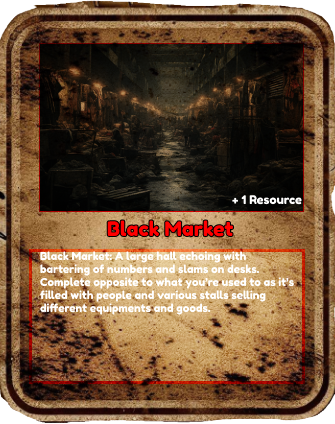 + 1 Resource
Black Market
Black Market: A large hall echoing with
bartering of numbers and slams on desks.
Complete opposite to what you're used to as it's
filled with people and various stalls selling
different equipments and goods.